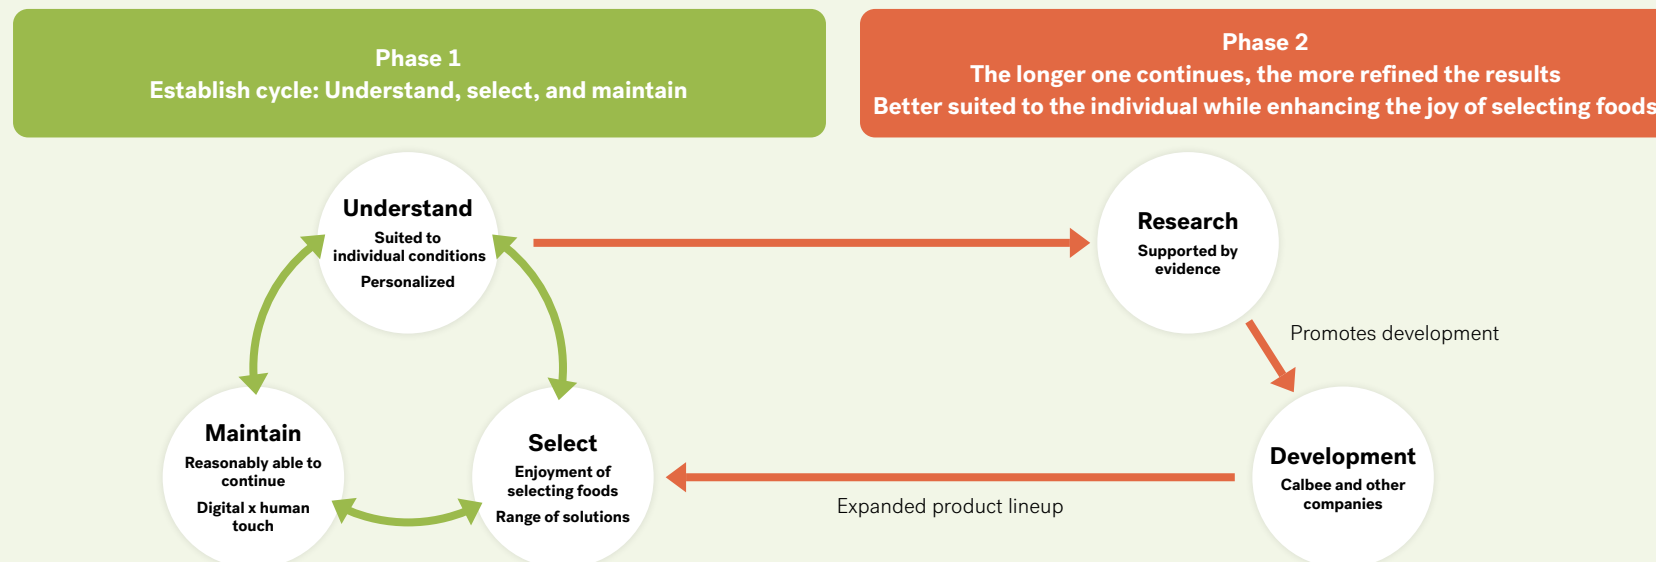 Phase 1
Establish cycle: Understand, select, and maintain
Phase 2
The longer one continues, the more refined the results
Better suited to the individual while enhancing the joy of selecting foods
Understand
Suited to
individual conditions
Personalized
Research
Supported by
evidence
Promotes development
Maintain
Reasonably able to
continue
Digital x human
touch
Select
Enjoyment of
selecting foods
Range of solutions
Expanded product lineup
Development
Calbee and other
companies